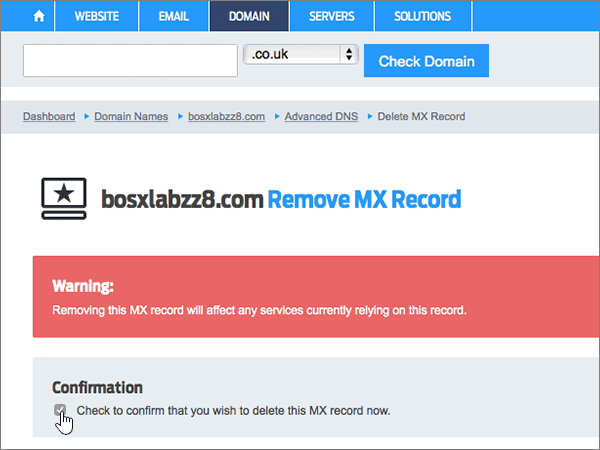 WEBSITE EMAIL DOMAIN SERVERS SOLUTIONS
.co.uk Check Domain
Dashboard Domain Names bosxlabzz8.com Advanced DNS Delete MX Record
bosxlabzz8.com Remove MX Record
Warning:
Removing this MX record will affect any services currently relying on this record.
Confirmation
Check to confirm that you wish to delete this MX record now.